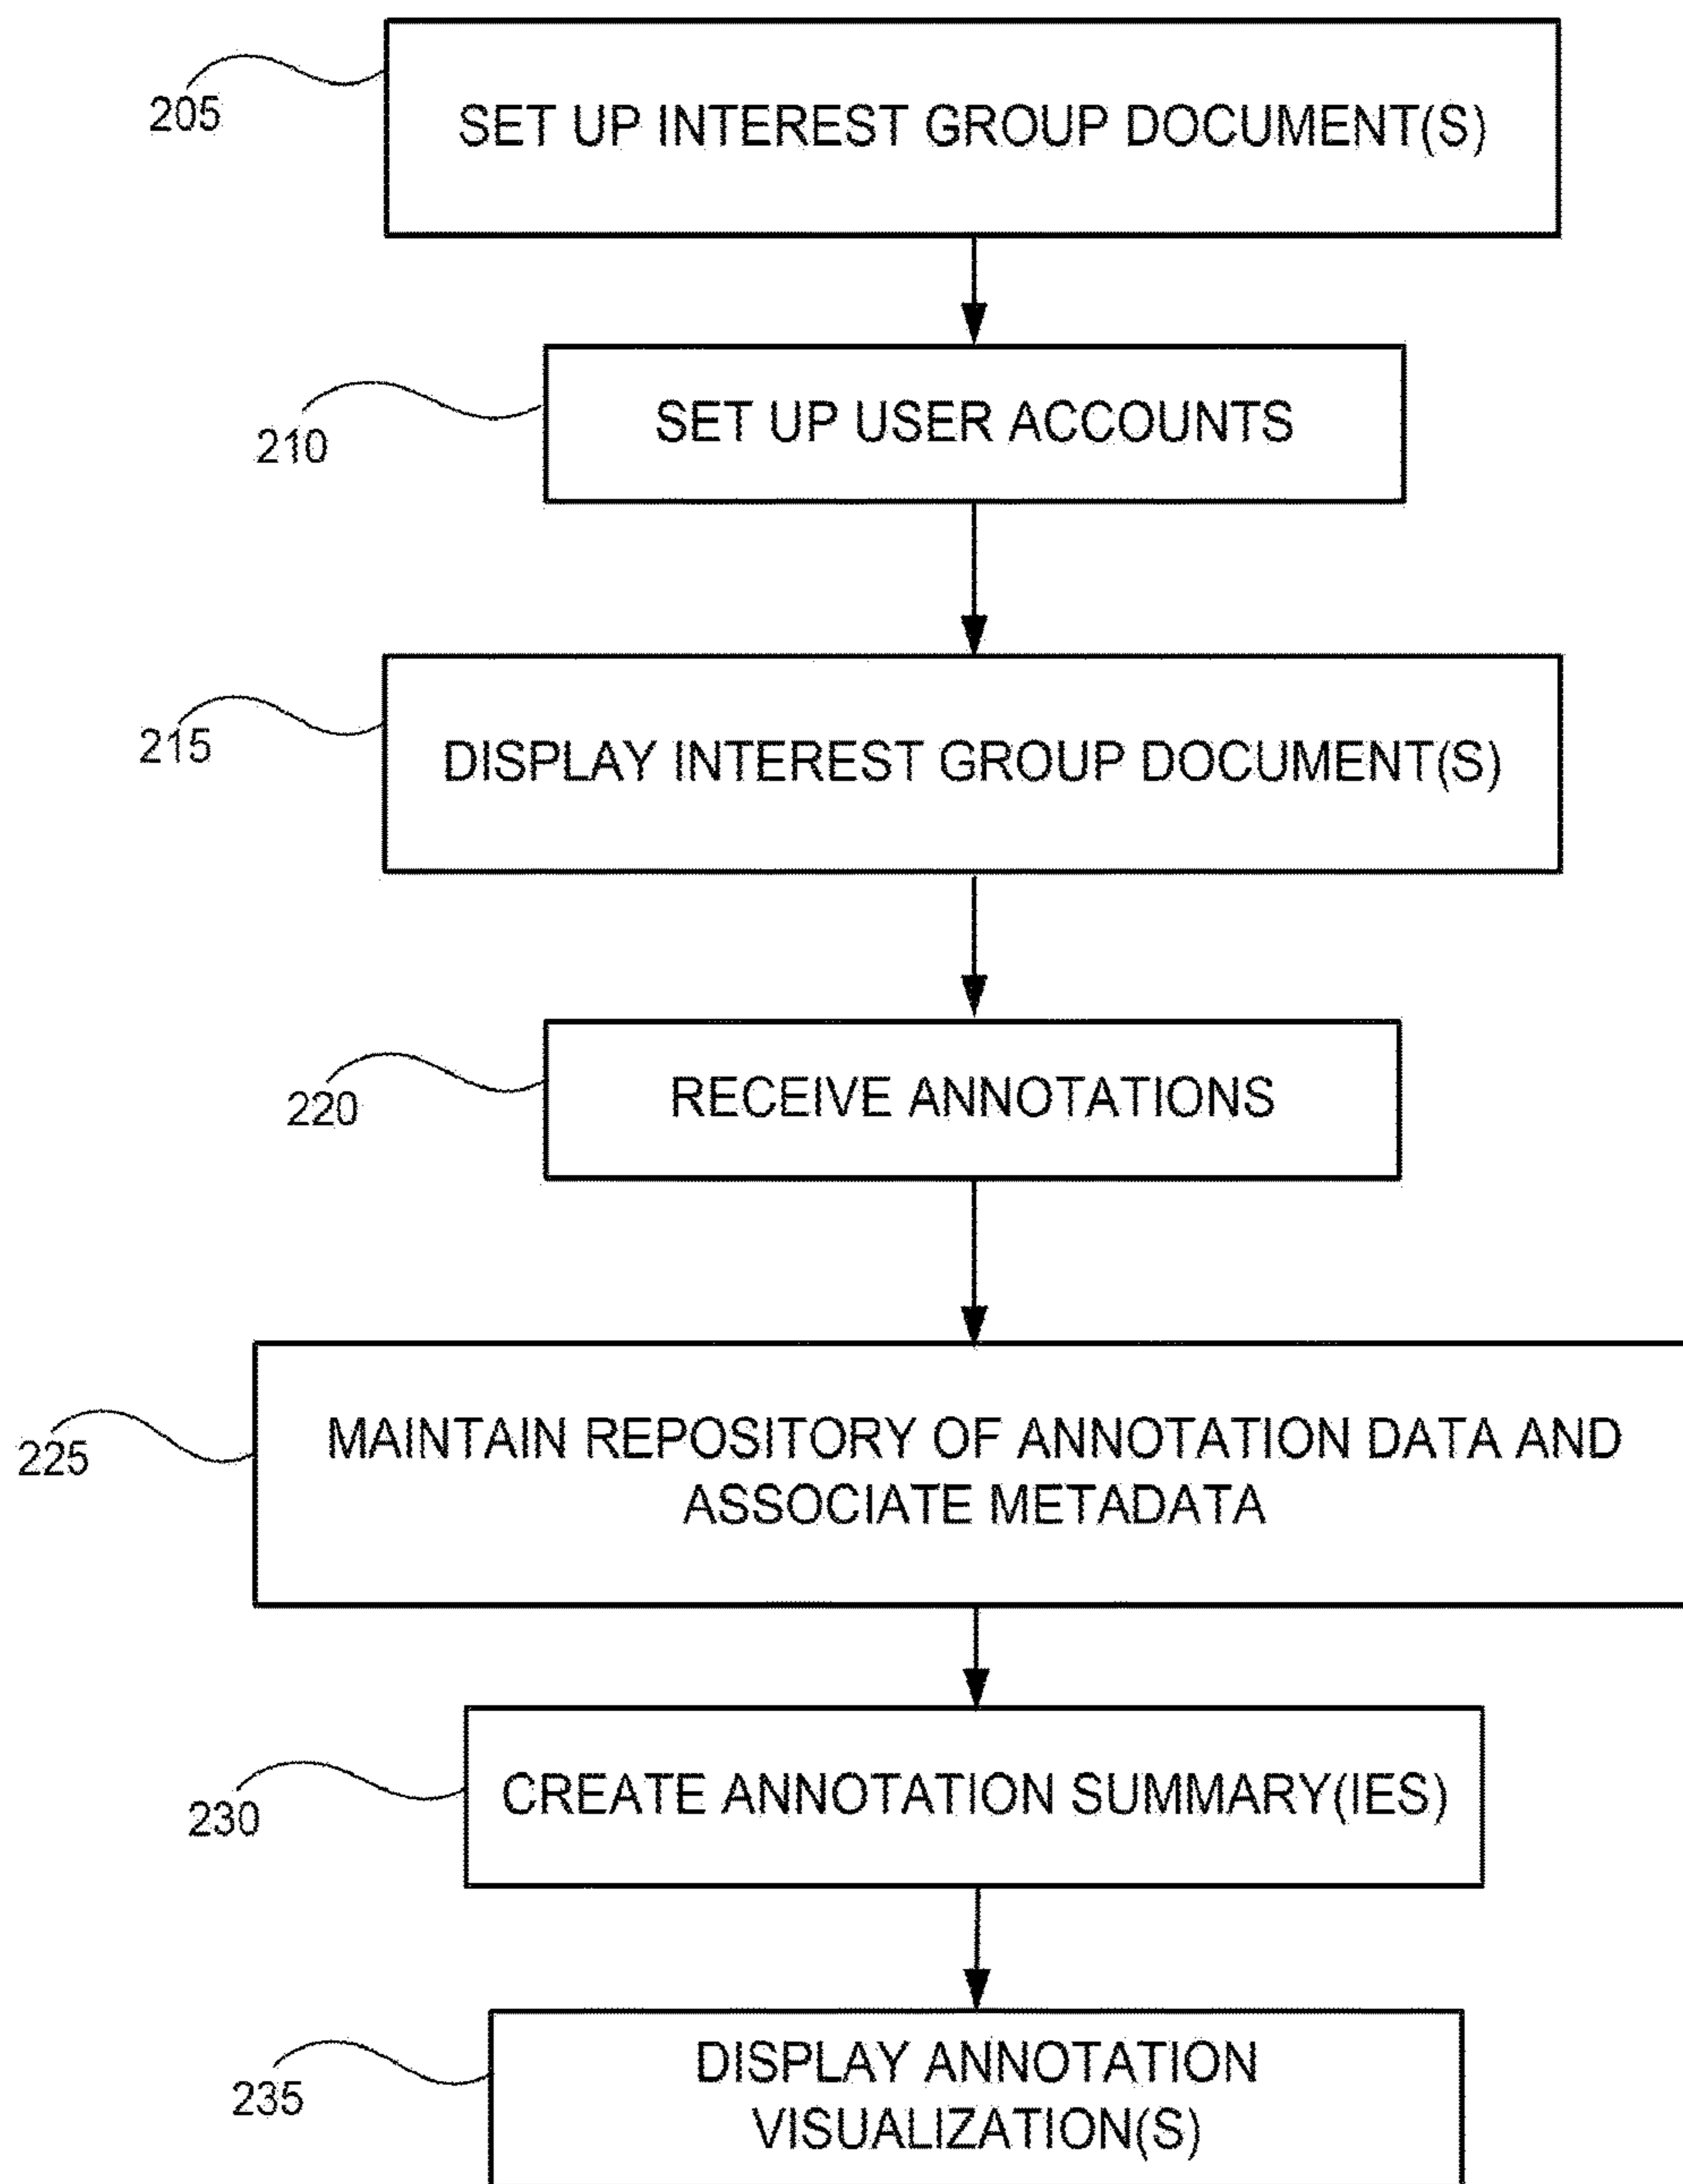 205
SET UP INTEREST GROUP DOCUMENT(S)
210
SET UP USER ACCOUNTS
215
DISPLAY INTEREST GROUP DOCUMENT(S)
220
RECEIVE ANNOTATIONS
225
MAINTAIN REPOSITORY OF ANNOTATION DATA AND
ASSOCIATE METADATA
230
CREATE ANNOTATION SUMMARY(IES)
235
DISPLAY ANNOTATION
VISUALIZATION(S)